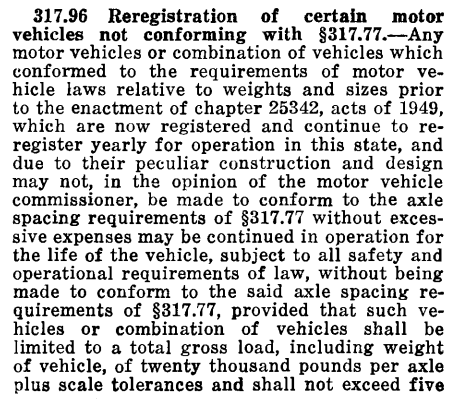 317.96 Reregistration of certain motor
vehicles not conforming with §317.77.—Any
motor vehicles or combination of vehicles which
conformed to the requirements of motor ve-
hicle laws relative to weights and sizes prior
to the enactment of chapter 25342, acts of 1949,
which are now registered and continue to re-
register yearly for operation in this state, and
due to their peculiar construction and design
may not, in the opinion of the motor vehicle
commissioner, be made to conform to the axle
spacing requirements of §317.77 without exces-
sive expenses may be continued in operation for
the life of the vehicle, subject to all safety and
operational requirements of law, without being
made to conform to the said axle spacing re-
quirements of §317.77, provided that such ve-
hicles or combination of vehicles shall be
limited to a total gross load, including weight
of vehicle, of twenty thousand pounds per axle
plus scale tolerances and shall not exceed five